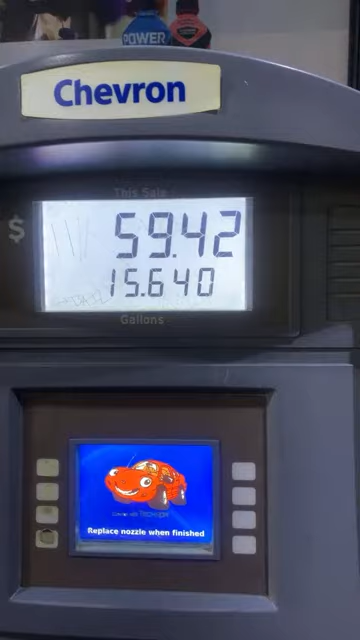 POWER
Chevron
This Sale
$ 59.42
15.640
Gallons
Replace nozzle when finished